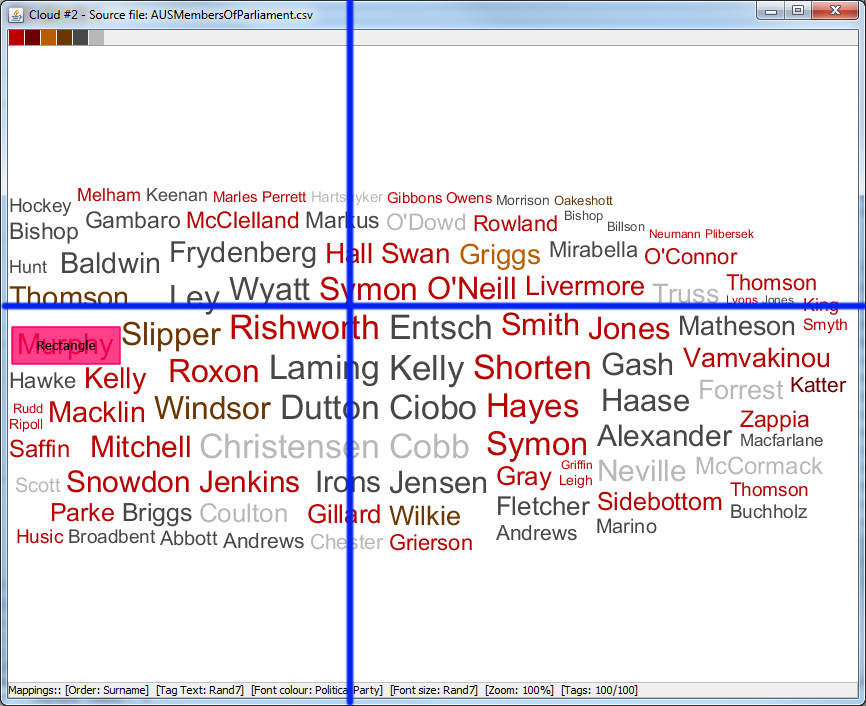 Cloud #2 - Source file: AUSMembersOfParliament.csv
Hockey Melham Keenan Marles Perrett Hartsuyker Gibbons Owens Morrison Oakeshott
Bishop Gambaro McClelland Markus O'Dowd Rowland Bishop Billson Neumann Plibersek
Hunt Baldwin Frydenberg Hall Swan Griggs Mirabella O'Connor
Thomson Ley Wyatt Symon O'Neill Livermore Truss Thomson
Lyons Jones King
Murphy Rectangle Slipper Rishworth Entsch Smith Jones Matheson Smyth
Hawke Kelly Roxon Laming Kelly Shorten Gash Vamvakinou
Rudd Macklin Windsor Dutton Ciobo Hayes Haase Forrest Katter
Ripoll
Saffin Mitchell Christensen Cobb Symon Alexander Zappia
Macfarlane
Scott Snowdon Jenkins Irons Jensen Gray Griffin Neville McCormack
Leigh
Parke Briggs Coulton Gillard Wilkie Fletcher Sidebottom Thomson
Buchholz
Husic Broadbent Abbott Andrews Chester Grierson Andrews Marino
Mappings:: [Order: Surname] [Tag Text: Rand7] [Font colour: Political Party] [Font size: Rand7] [Zoom: 100%] [Tags: 100/100]